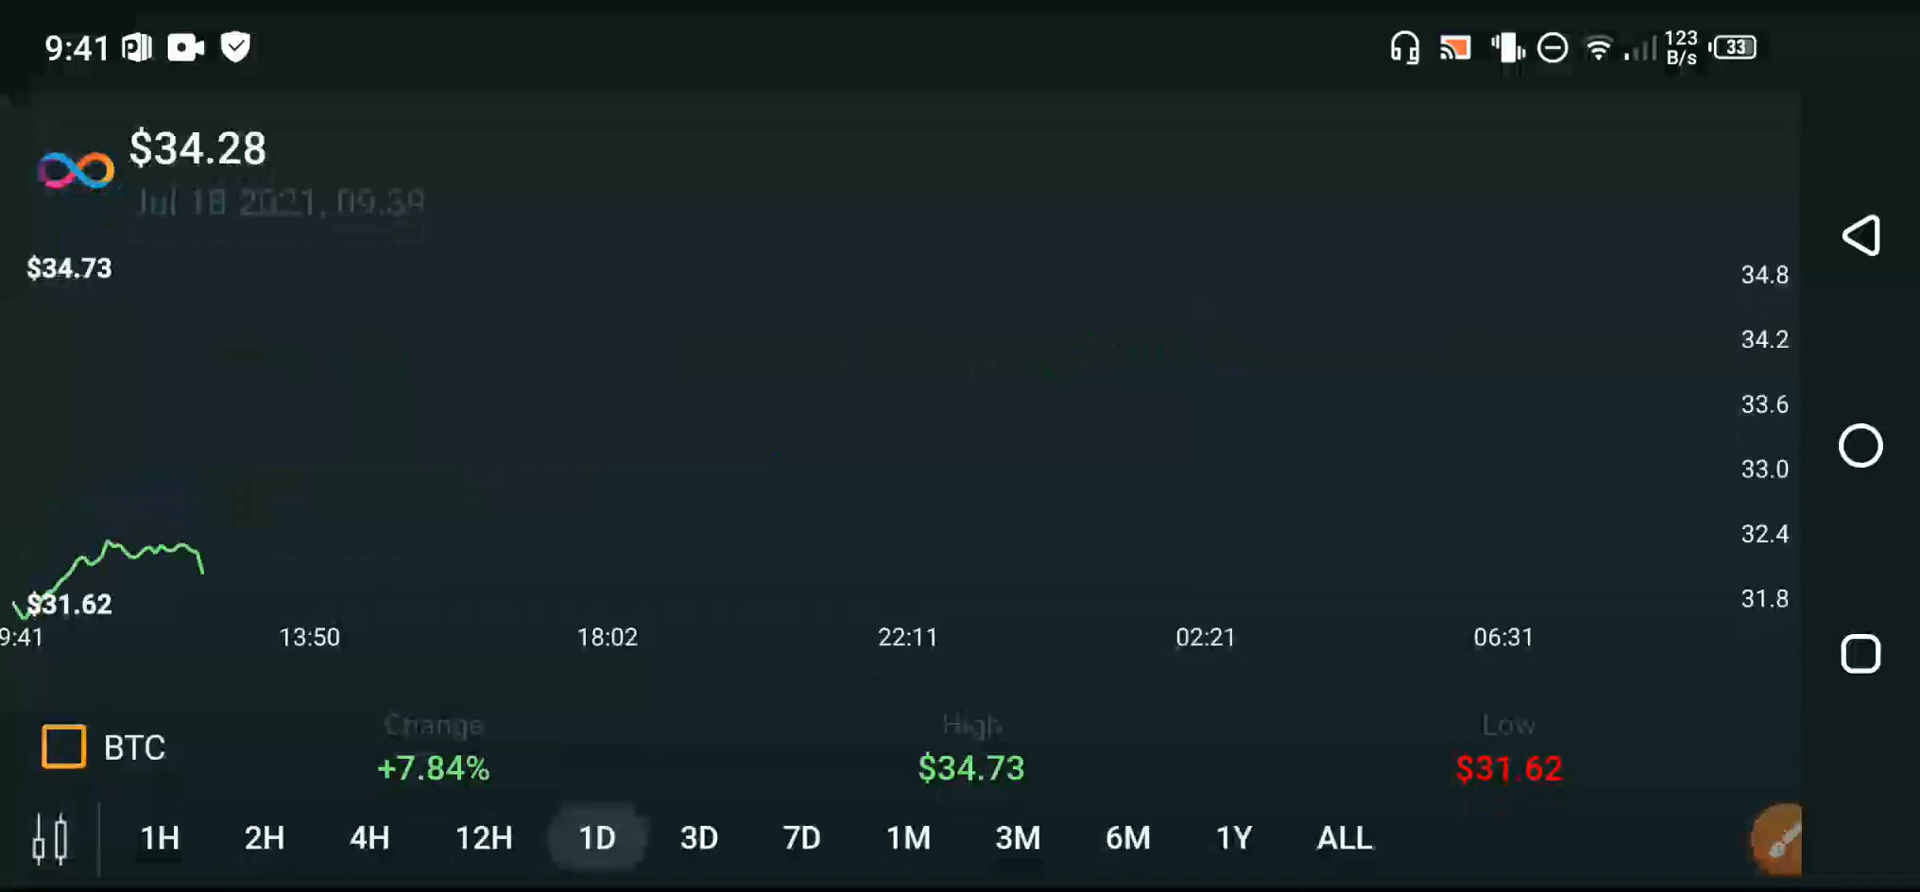 9:41
123
B/s
33
$34.28
Jul 18 2021, 09:39
$34.73
34.8
34.2
33.6
33.0
32.4
31.8
$31.62
9:41
13:50
18:02
22:11
02:21
06:31
BTC
Change
High
Low
+7.84%
$34.73
$31.62
1H
2H
4H
12H
1D
3D
7D
1M
3M
6M
1Y
ALL